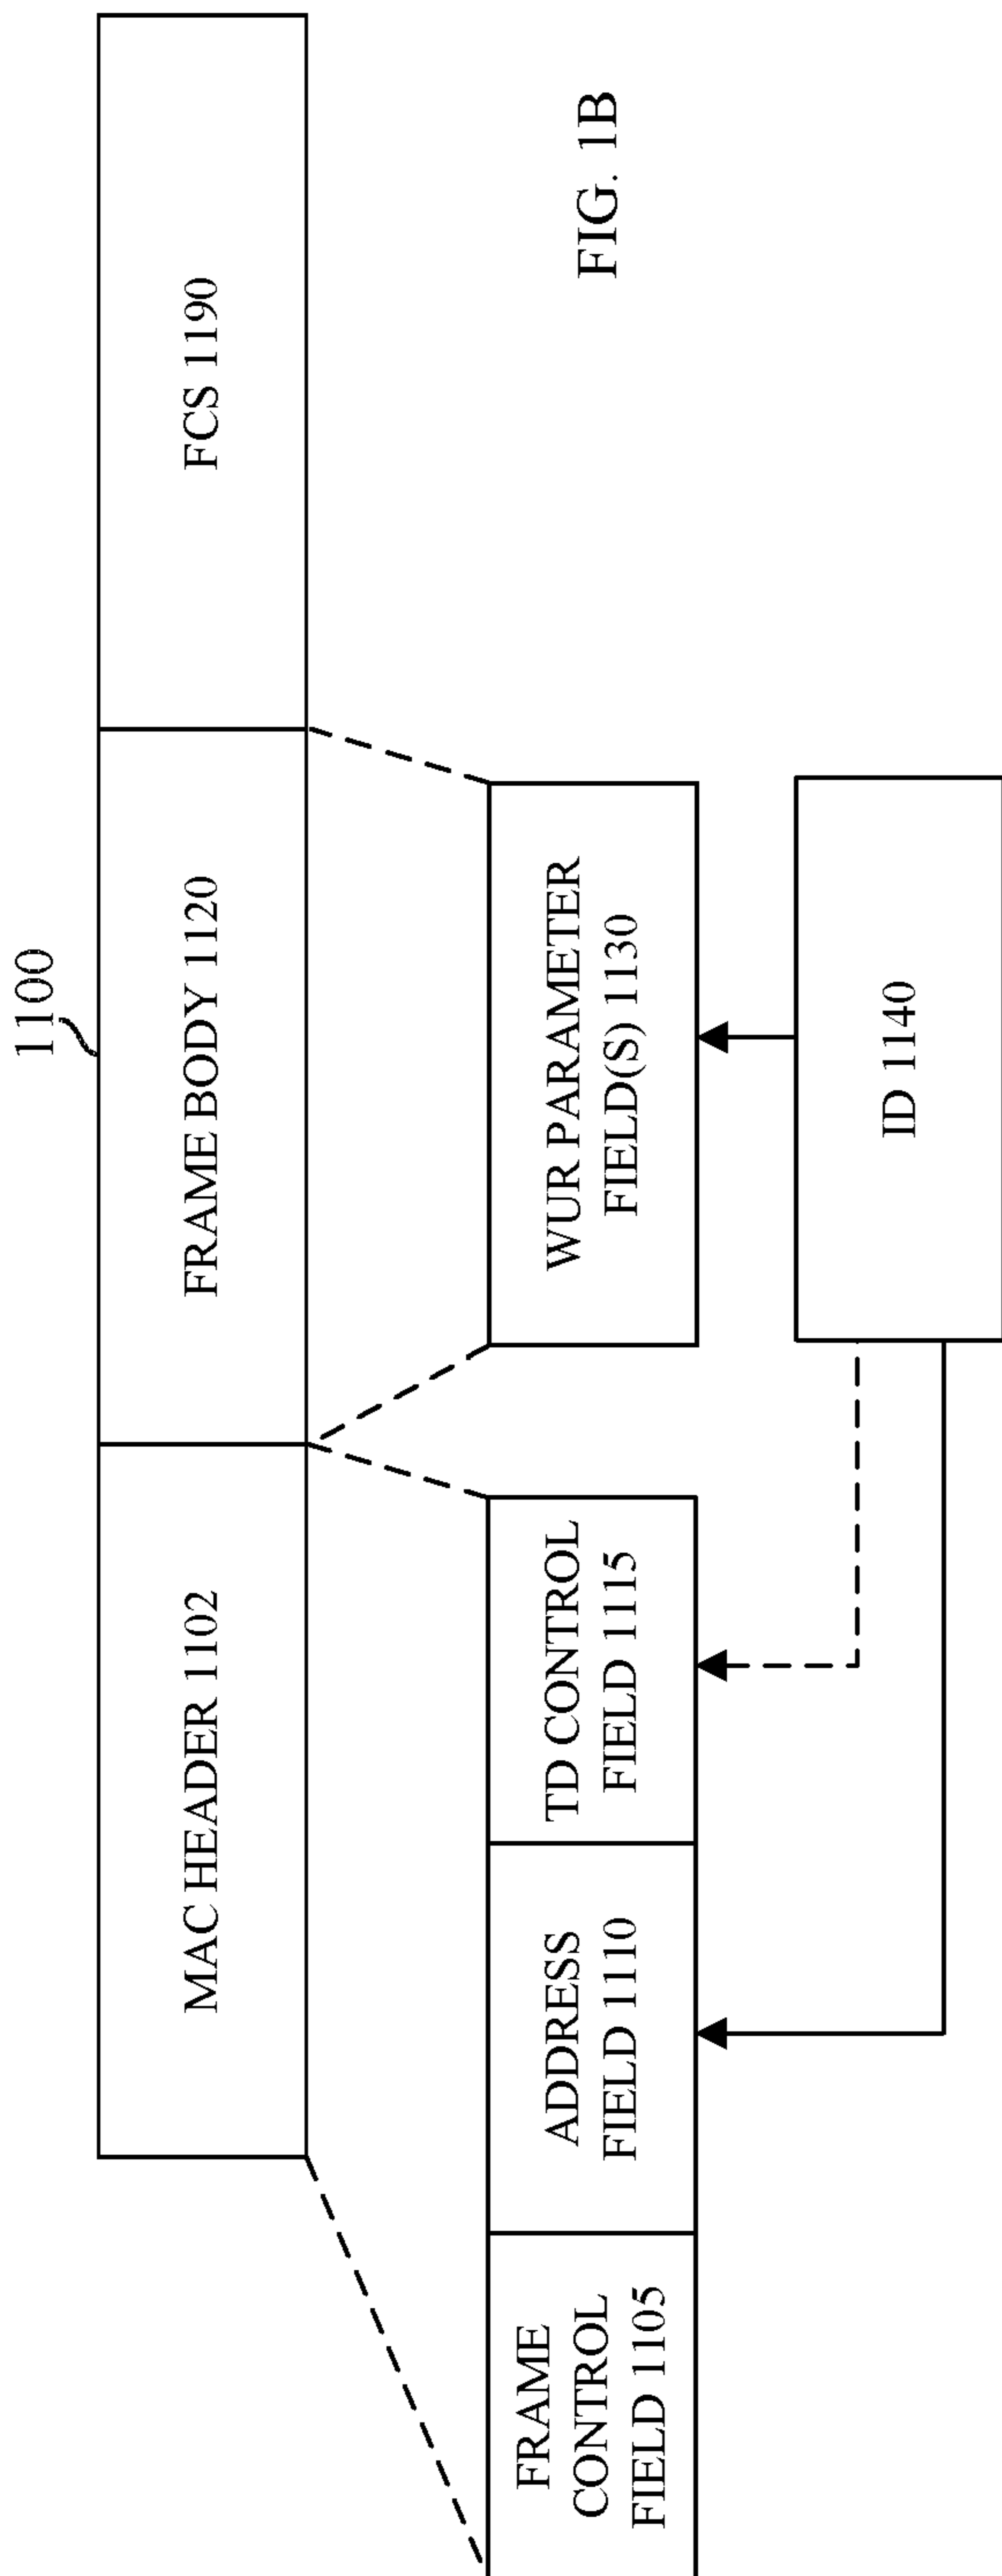 1100
MAC HEADER 1102
FRAME BODY 1120
FCS 1190
FRAME
CONTROL
FIELD 1105
ADDRESS
FIELD 1110
TD CONTROL
FIELD 1115
WUR PARAMETER
FIELD(S) 1130
ID 1140
FIG. 1B